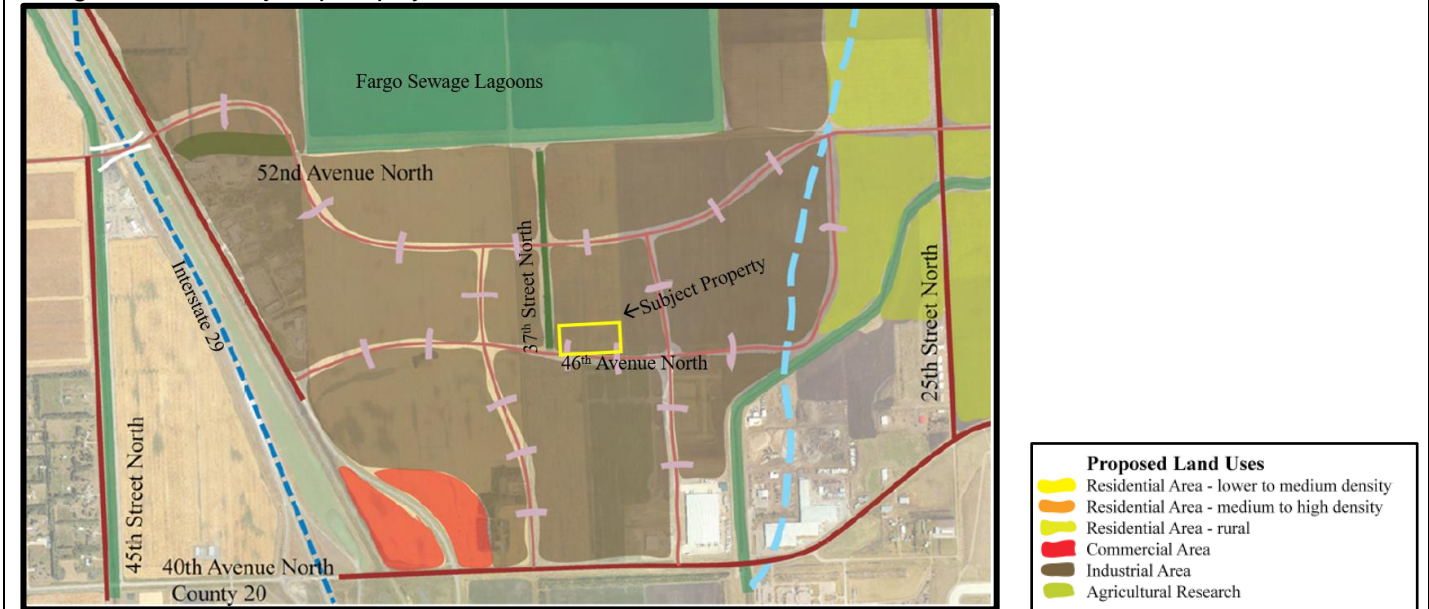 Fargo Sewage Lagoons
52nd Avenue North
Interstate 29
37th Street North
←Subject Property
46th Avenue North
25th Street North
45th Street North
40th Avenue North
County 20
Proposed Land Uses
Residential Area - lower to medium density
Residential Area - medium to high density
Residential Area - rural
Commercial Area
Industrial Area
Agricultural Research